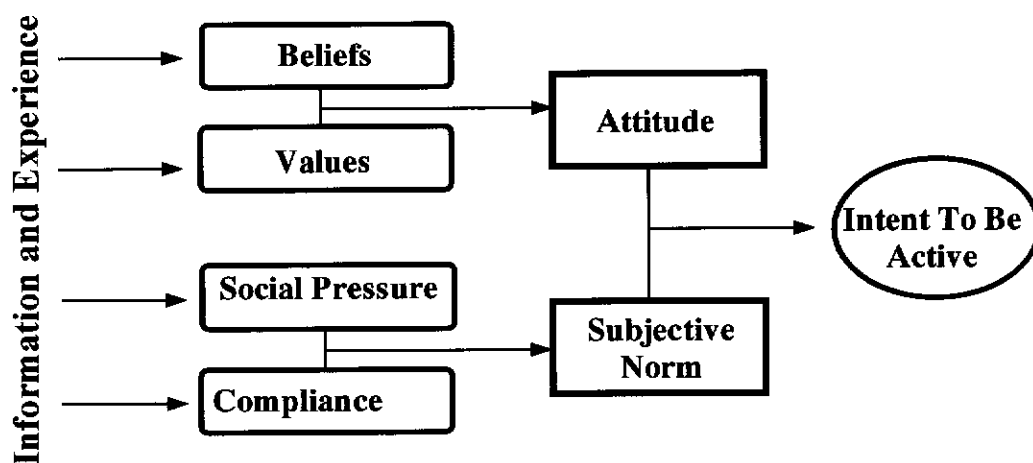 Information and Experience
Beliefs
Values
Social Pressure
Compliance
Attitude
Subjective
Norm
Intent To Be
Active